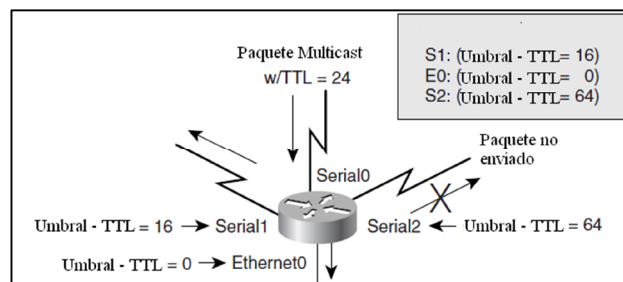 Paquete Multicast
w/TTL = 24
S1: (Umbral - TTL= 16)
E0: (Umbral - TTL= 0)
S2: (Umbral - TTL= 64)
Paquete no
enviado
Serial0
Umbral - TTL = 16
Serial1
Serial2
Umbral - TTL = 64
Umbral - TTL = 0
Ethernet0